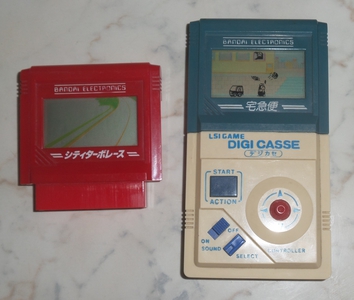 BANDAI ELECTRONICS
シティターボレース
BANDAI ELECTRONICS
宅急便
LSI GAME
DIGI CASSE
デジカセ
START
ACTION
OFF
ON
SOUND
SELECT
CONTROLLER